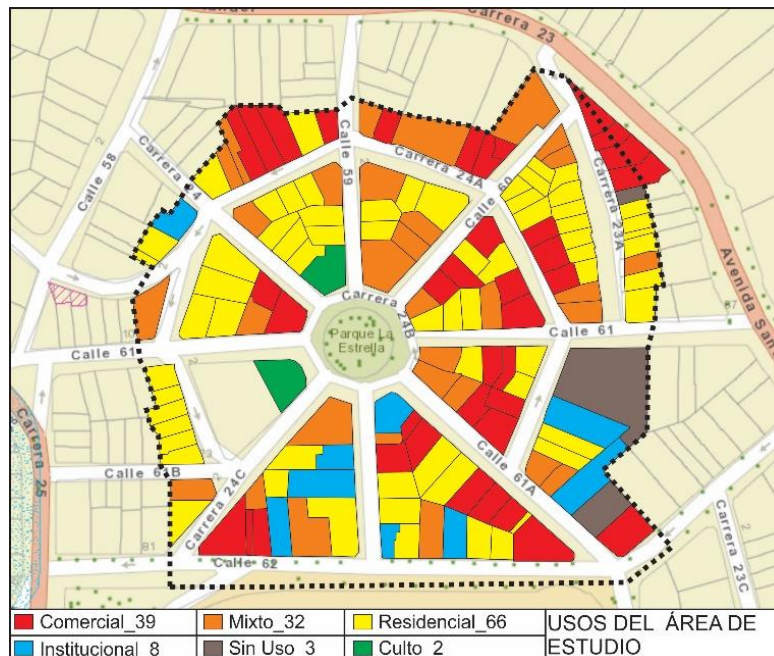 Carrera 23
Calle 58
Carrera 24
Calle 59
Carrera 24A
Calle 60
Carrera 23A
Avenida San
Carrera 24B
Parque La
Estrella
Calle 61
Calle 61
Carrera 25
Carrera 24C
Calle 61A
Calle 62
Carrera 23C
Comercial_39
Mixto_32
Residencial_66
USOS DEL ÁREA DE
ESTUDIO
Institucional_8
Sin Uso_3
Culto_2